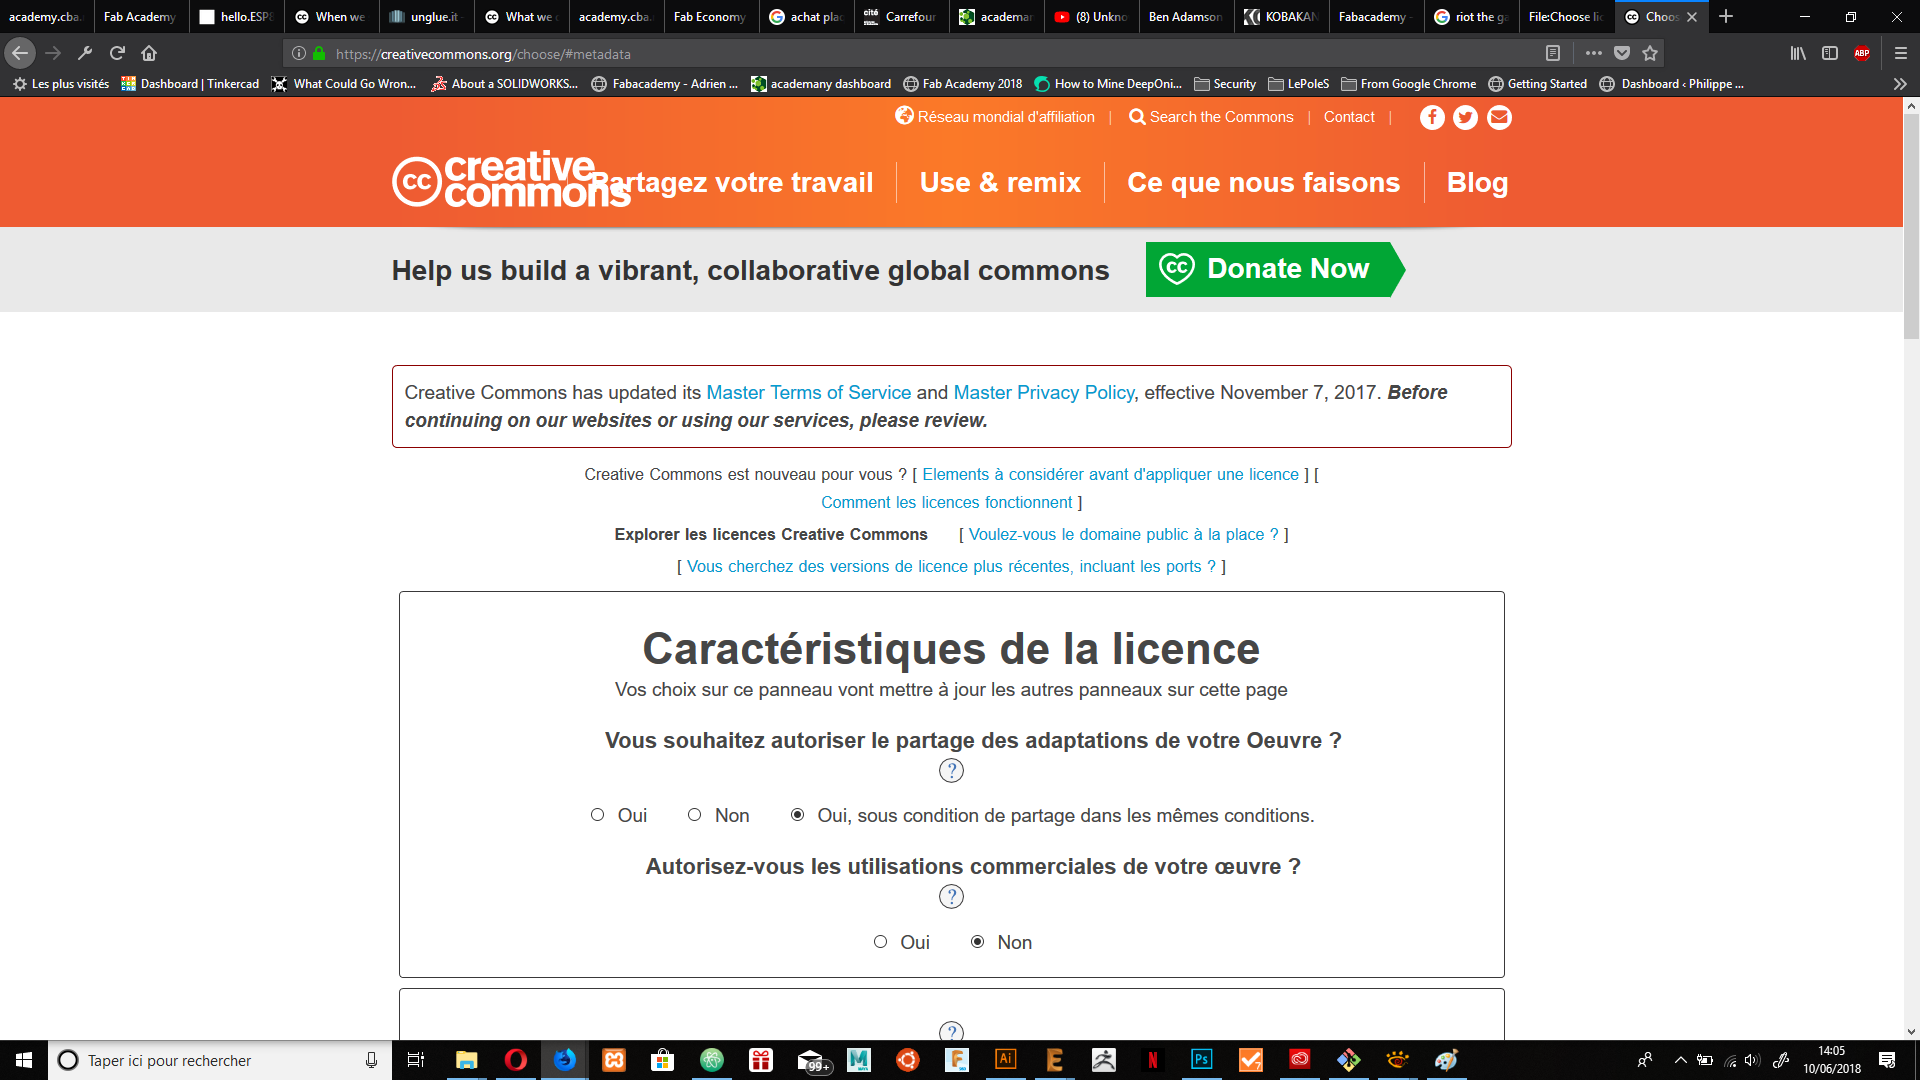 academy.cba. Fab Academy hello.ESP8 When we unglue.it What we c academy.cba. Fab Economy achat plac Carrefour academar (8) Unkno Ben Adamson KOBAKAN Fabacademy - riot the ga File:Choose lic Choos
https://creativecommons.org/choose/#metadata
Les plus visités Dashboard | Tinkercad What Could Go Wron... About a SOLIDWORKS... Fabacademy - Adrien ... academany dashboard Fab Academy 2018 How to Mine DeepOni... Security LePoleS From Google Chrome Getting Started Dashboard ‹ Philippe ...
Réseau mondial d'affiliation | Search the Commons | Contact |
creative commons Partagez votre travail Use & remix Ce que nous faisons Blog
Help us build a vibrant, collaborative global commons Donate Now
Creative Commons has updated its Master Terms of Service and Master Privacy Policy, effective November 7, 2017. Before
continuing on our websites or using our services, please review.
Creative Commons est nouveau pour vous ? [ Elements à considérer avant d'appliquer une licence ] [
Comment les licences fonctionnent ]
Explorer les licences Creative Commons [ Voulez-vous le domaine public à la place ? ]
[ Vous cherchez des versions de licence plus récentes, incluant les ports ? ]
Caractéristiques de la licence
Vos choix sur ce panneau vont mettre à jour les autres panneaux sur cette page
Vous souhaitez autoriser le partage des adaptations de votre Oeuvre ?
?
Oui Non Oui, sous condition de partage dans les mêmes conditions.
Autorisez-vous les utilisations commerciales de votre œuvre ?
?
Oui Non
?
Taper ici pour rechercher 99+ 14:05
10/06/2018